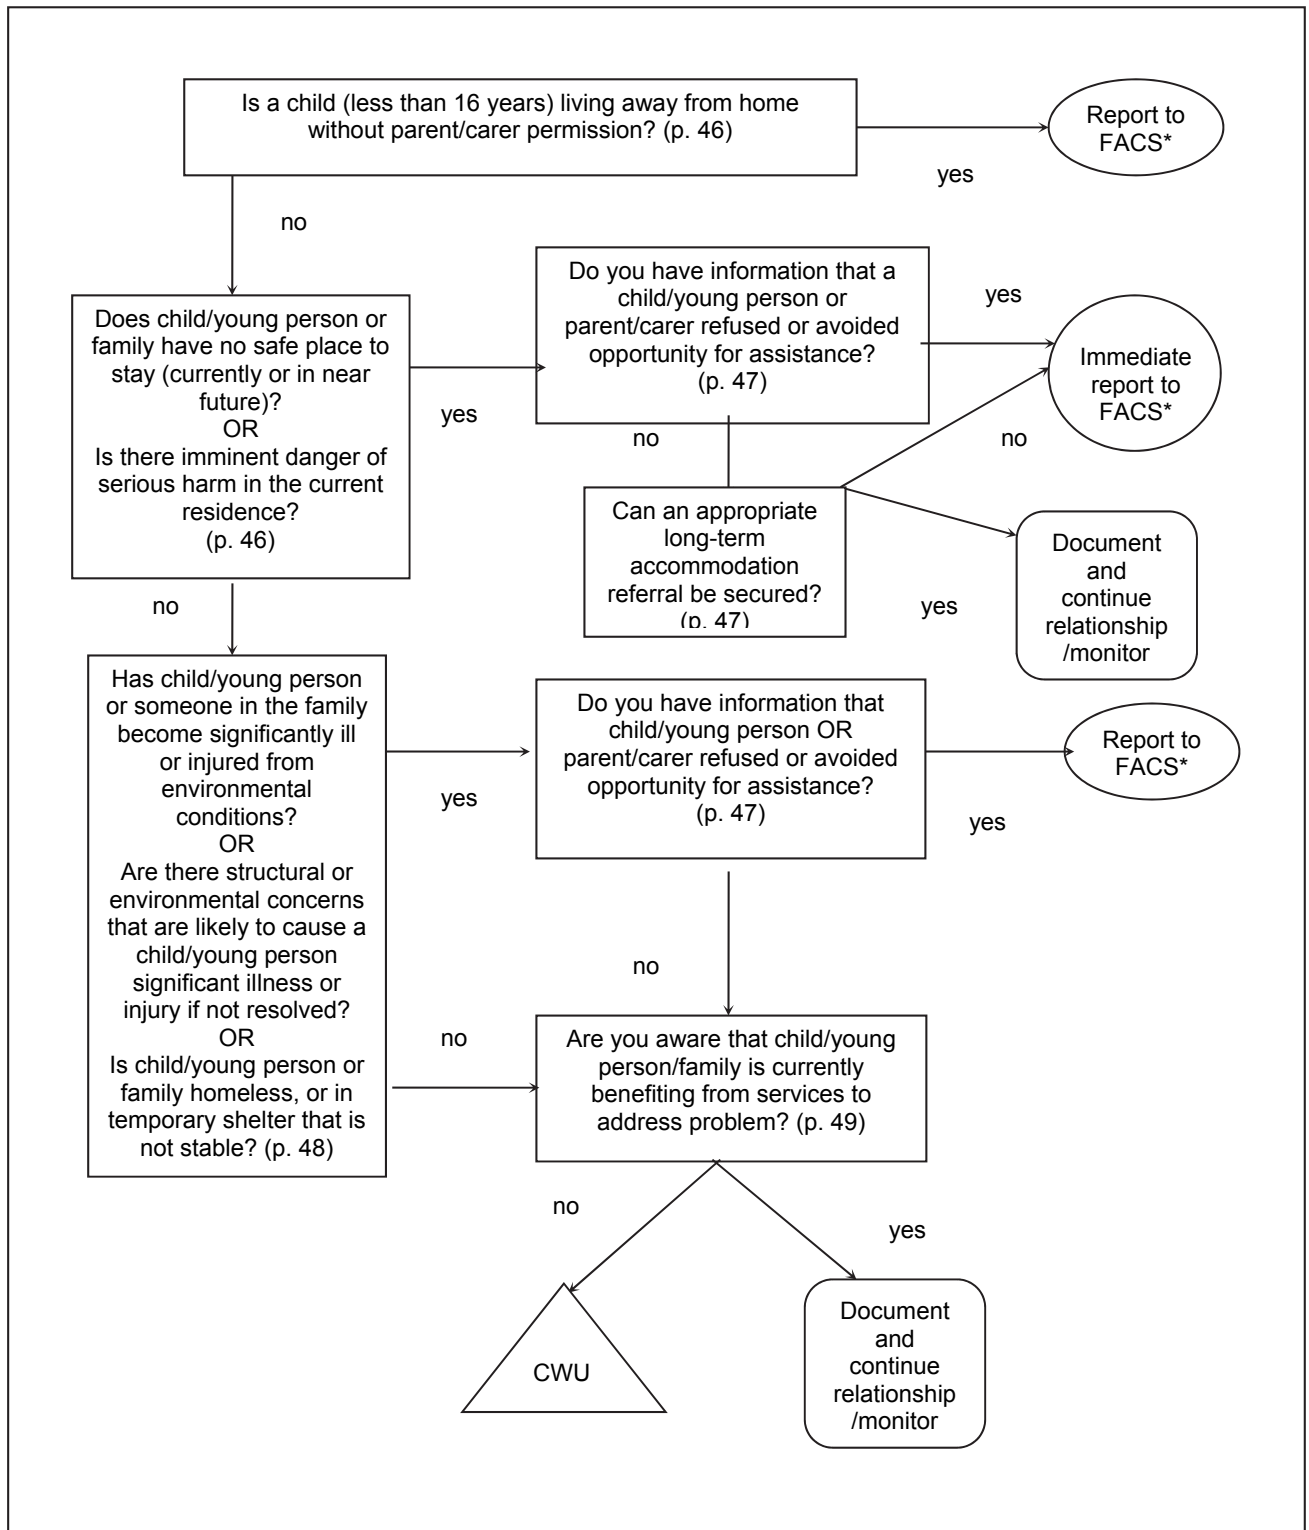 Is a child (less than 16 years) living away from home
without parent/carer permission? (p. 46)
Report to
FACS*
yes
no
Do you have information that a
child/young person or
parent/carer refused or avoided
opportunity for assistance?
(p. 47)
yes
Does child/young person or
family have no safe place to
stay (currently or in near
future)?
OR
Is there imminent danger of
serious harm in the current
residence?
(p. 46)
yes
Immediate
report to
FACS*
no
no
Can an appropriate
long-term
accommodation
referral be secured?
(p. 47)
yes
Document
and
continue
relationship
/monitor
no
Has child/young person
or someone in the family
become significantly ill
or injured from
environmental
conditions?
OR
Are there structural or
environmental concerns
that are likely to cause a
child/young person
significant illness or
injury if not resolved?
OR
Is child/young person or
family homeless, or in
temporary shelter that is
not stable? (p. 48)
yes
Do you have information that
child/young person OR
parent/carer refused or avoided
opportunity for assistance?
(p. 47)
Report to
FACS*
yes
no
no
Are you aware that child/young
person/family is currently
benefiting from services to
address problem? (p. 49)
no
yes
CWU
Document
and
continue
relationship
/monitor